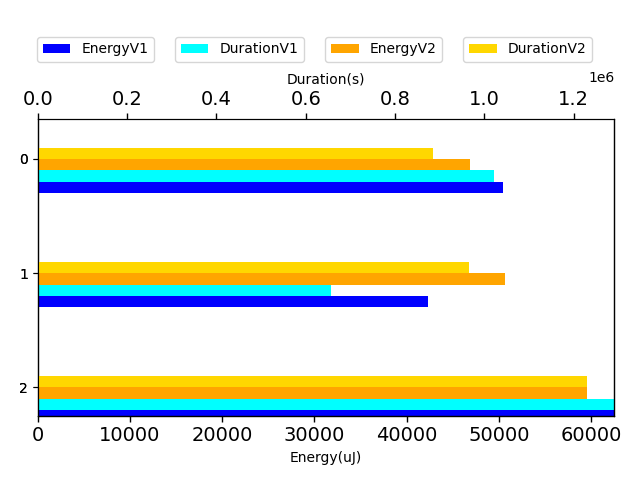 EnergyV1 DurationV1 EnergyV2 DurationV2
Duration(s)
1e6
0.0 0.2 0.4 0.6 0.8 1.0 1.2
0
1
2
0 10000 20000 30000 40000 50000 60000
Energy(uJ)